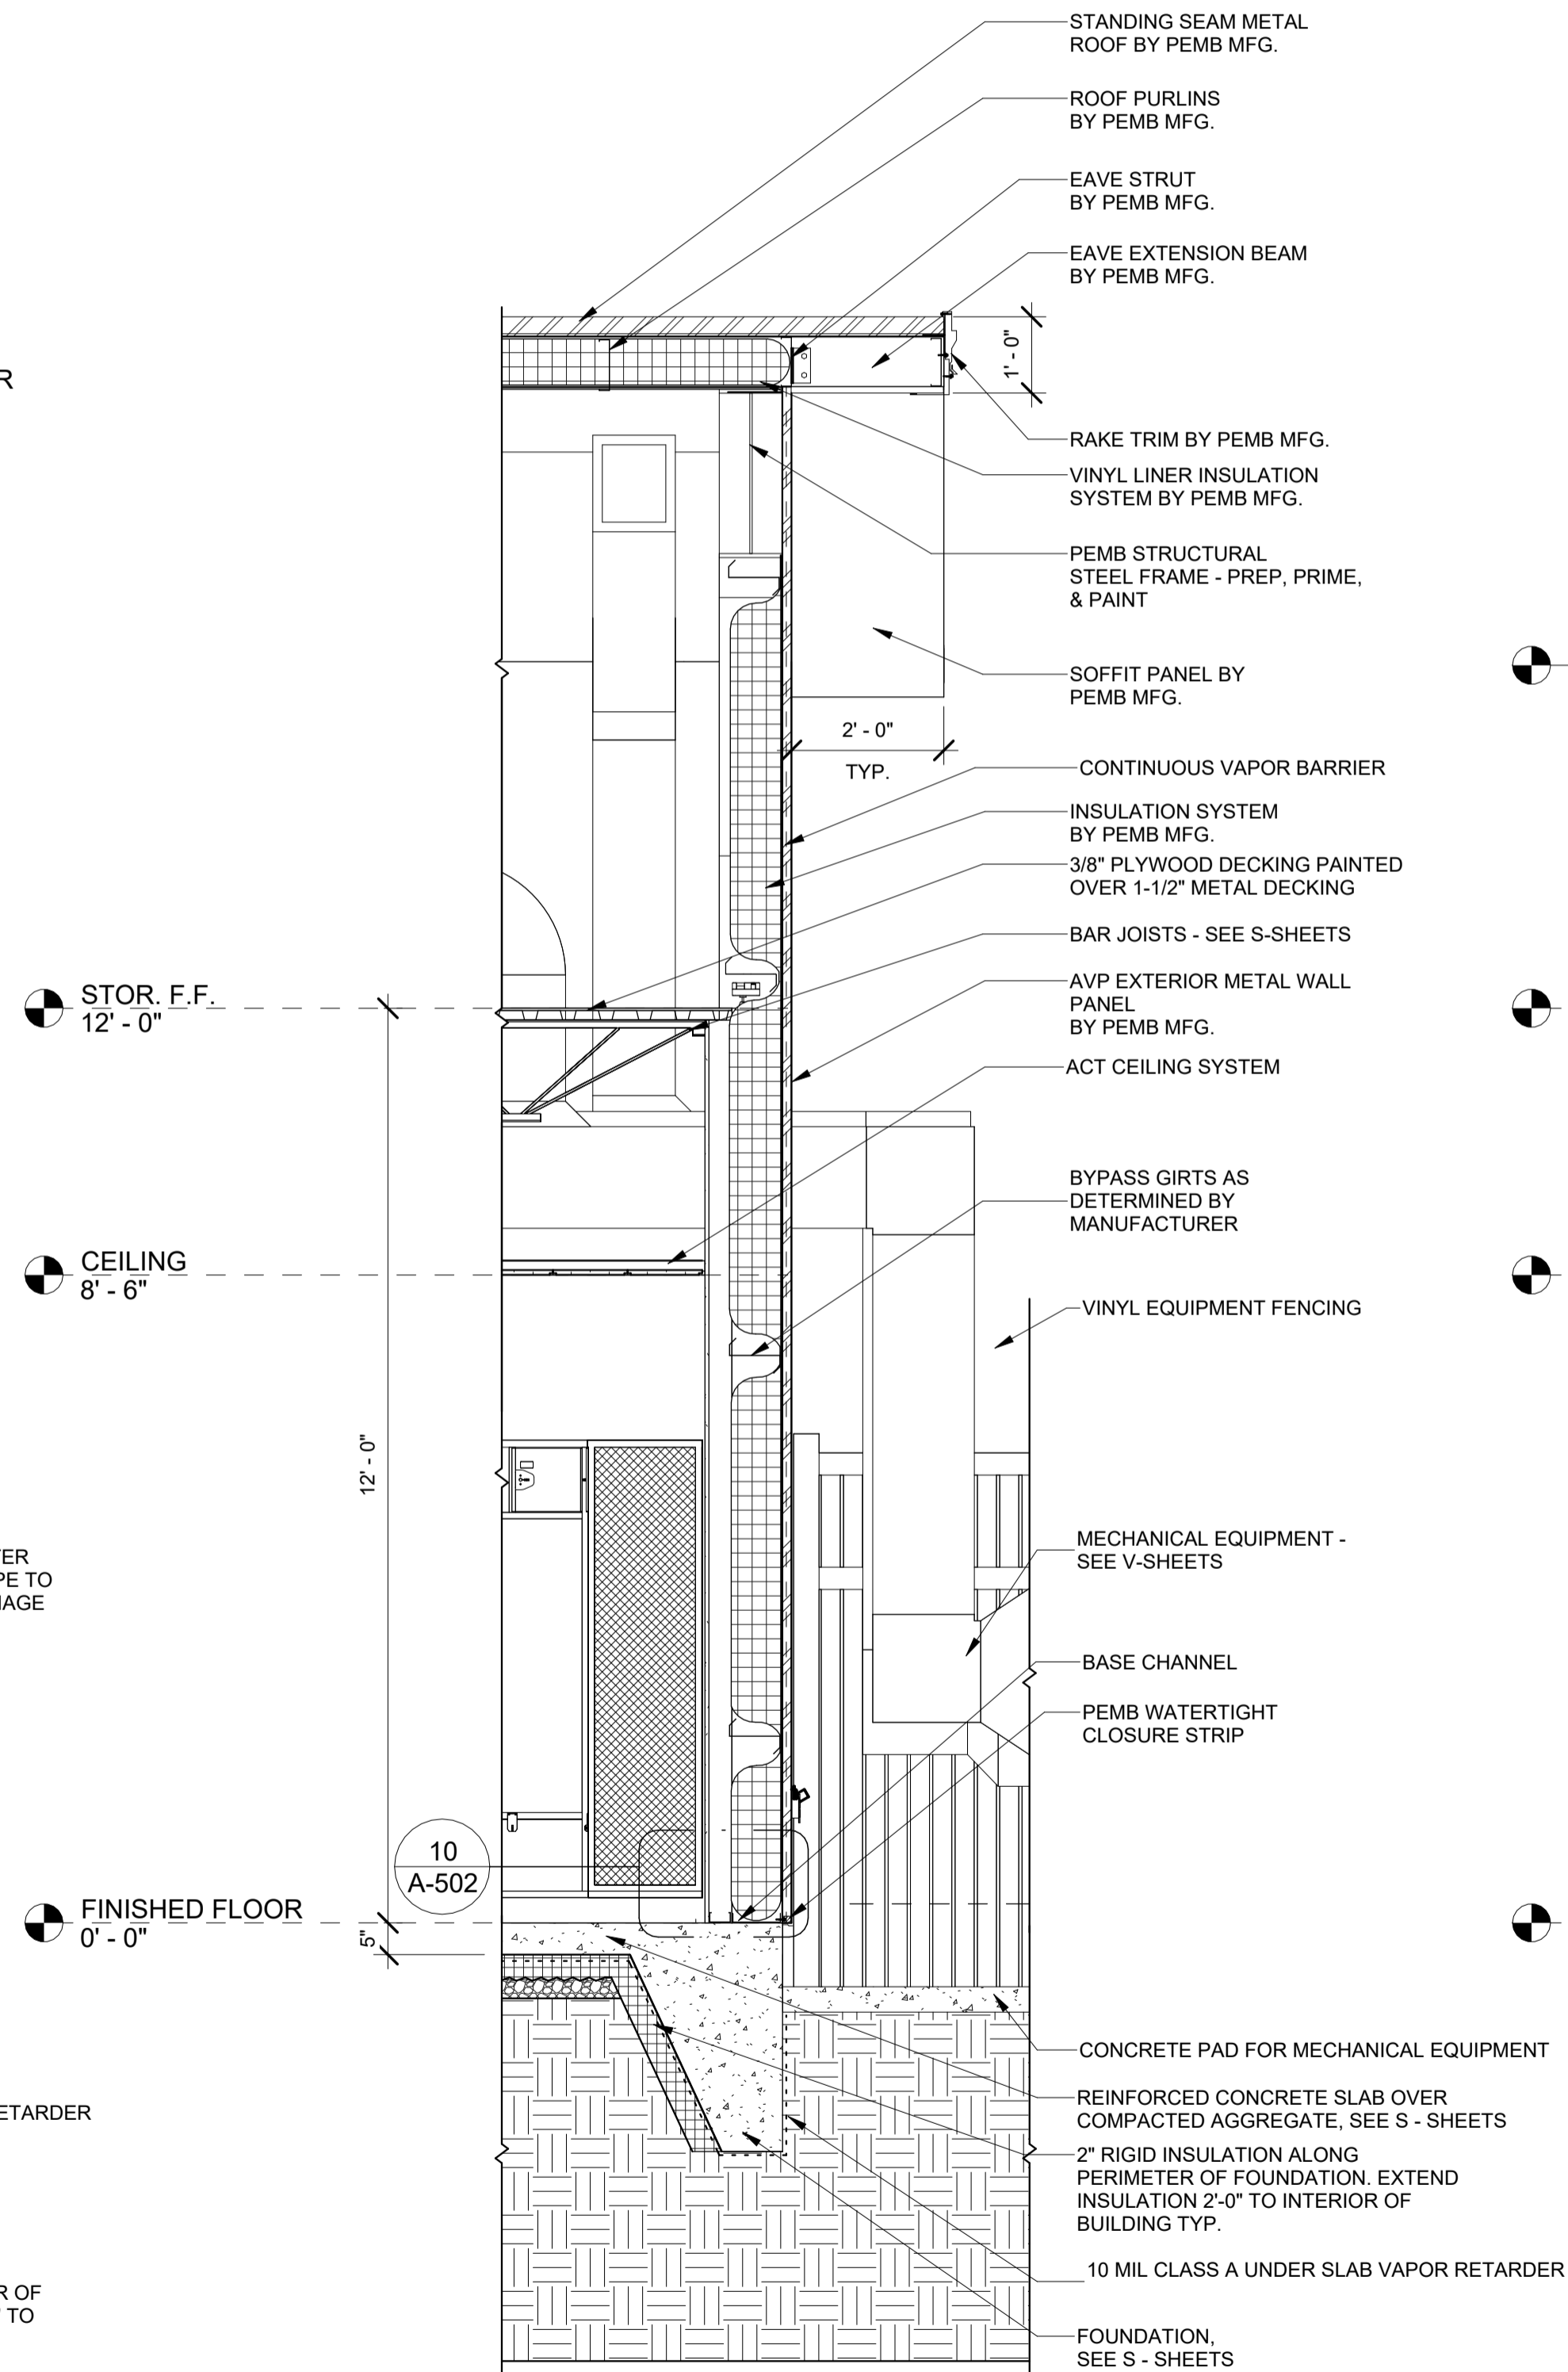 STANDING SEAM METAL
ROOF BY PEMB MFG.
ROOF PURLINS
BY PEMB MFG.
EAVE STRUT
BY PEMB MFG.
EAVE EXTENSION BEAM
BY PEMB MFG.
1' - 0"
R
RAKE TRIM BY PEMB MFG.
VINYL LINER INSULATION
SYSTEM BY PEMB MFG.
PEMB STRUCTURAL
STEEL FRAME - PREP, PRIME,
& PAINT
SOFFIT PANEL BY
PEMB MFG.
2' - 0"
TYP.
CONTINUOUS VAPOR BARRIER
INSULATION SYSTEM
BY PEMB MFG.
3/8" PLYWOOD DECKING PAINTED
OVER 1-1/2" METAL DECKING
BAR JOISTS - SEE S-SHEETS
AVP EXTERIOR METAL WALL
PANEL
BY PEMB MFG.
STOR. F.F.
12' - 0"
ACT CEILING SYSTEM
BYPASS GIRTS AS
DETERMINED BY
MANUFACTURER
CEILING
8' - 6"
VINYL EQUIPMENT FENCING
12' - 0"
MECHANICAL EQUIPMENT -
SEE V-SHEETS
PE TO
NAGE
BASE CHANNEL
PEMB WATERTIGHT
CLOSURE STRIP
10
A-502
FINISHED FLOOR
0' - 0"
5"
CONCRETE PAD FOR MECHANICAL EQUIPMENT
REINFORCED CONCRETE SLAB OVER
COMPACTED AGGREGATE, SEE S - SHEETS
ETARDER
2" RIGID INSULATION ALONG
PERIMETER OF FOUNDATION. EXTEND
INSULATION 2'-0" TO INTERIOR OF
BUILDING TYP.
10 MIL CLASS A UNDER SLAB VAPOR RETARDER
R OF
TO
FOUNDATION,
SEE S - SHEETS